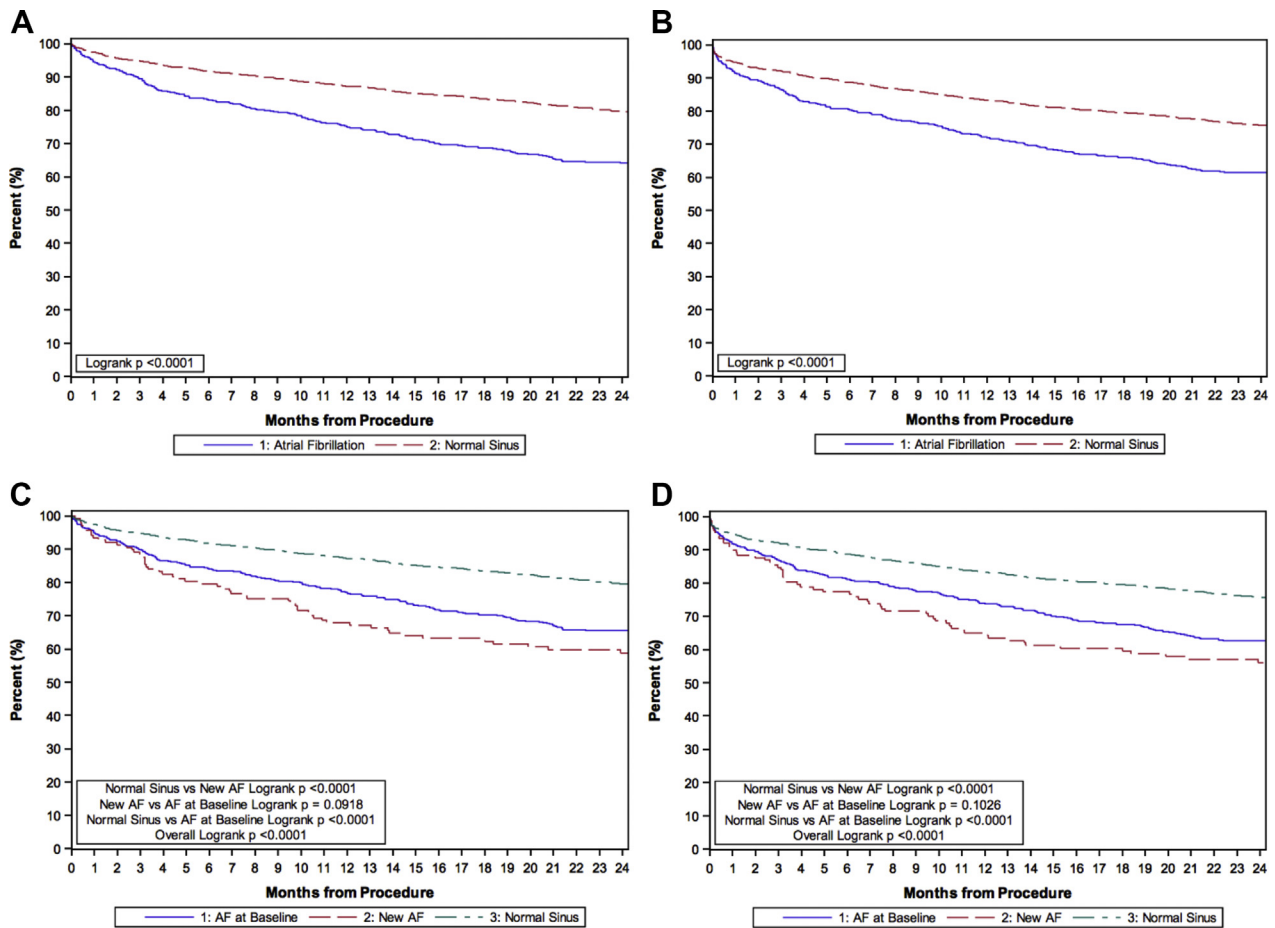 A
Percent (%)
100
90
80
70
60
50
40
30
20
10
0
Logrank p <0.0001
0 1 2 3 4 5 6 7 8 9 10 11 12 13 14 15 16 17 18 19 20 21 22 23 24
Months from Procedure
1: Atrial Fibrillation 2: Normal Sinus
B
Percent (%)
100
90
80
70
60
50
40
30
20
10
0
Logrank p <0.0001
0 1 2 3 4 5 6 7 8 9 10 11 12 13 14 15 16 17 18 19 20 21 22 23 24
Months from Procedure
1: Atrial Fibrillation 2: Normal Sinus
C
Percent (%)
100
90
80
70
60
50
40
30
20
10
0
Normal Sinus vs New AF Logrank p <0.0001
New AF vs AF at Baseline Logrank p = 0.0918
Normal Sinus vs AF at Baseline Logrank p <0.0001
Overall Logrank p <0.0001
0 1 2 3 4 5 6 7 8 9 10 11 12 13 14 15 16 17 18 19 20 21 22 23 24
Months from Procedure
1: AF at Baseline 2: New AF 3: Normal Sinus
D
Percent (%)
100
90
80
70
60
50
40
30
20
10
0
Normal Sinus vs New AF Logrank p <0.0001
New AF vs AF at Baseline Logrank p = 0.1026
Normal Sinus vs AF at Baseline Logrank p <0.0001
Overall Logrank p <0.0001
0 1 2 3 4 5 6 7 8 9 10 11 12 13 14 15 16 17 18 19 20 21 22 23 24
Months from Procedure
1: AF at Baseline 2: New AF 3: Normal Sinus